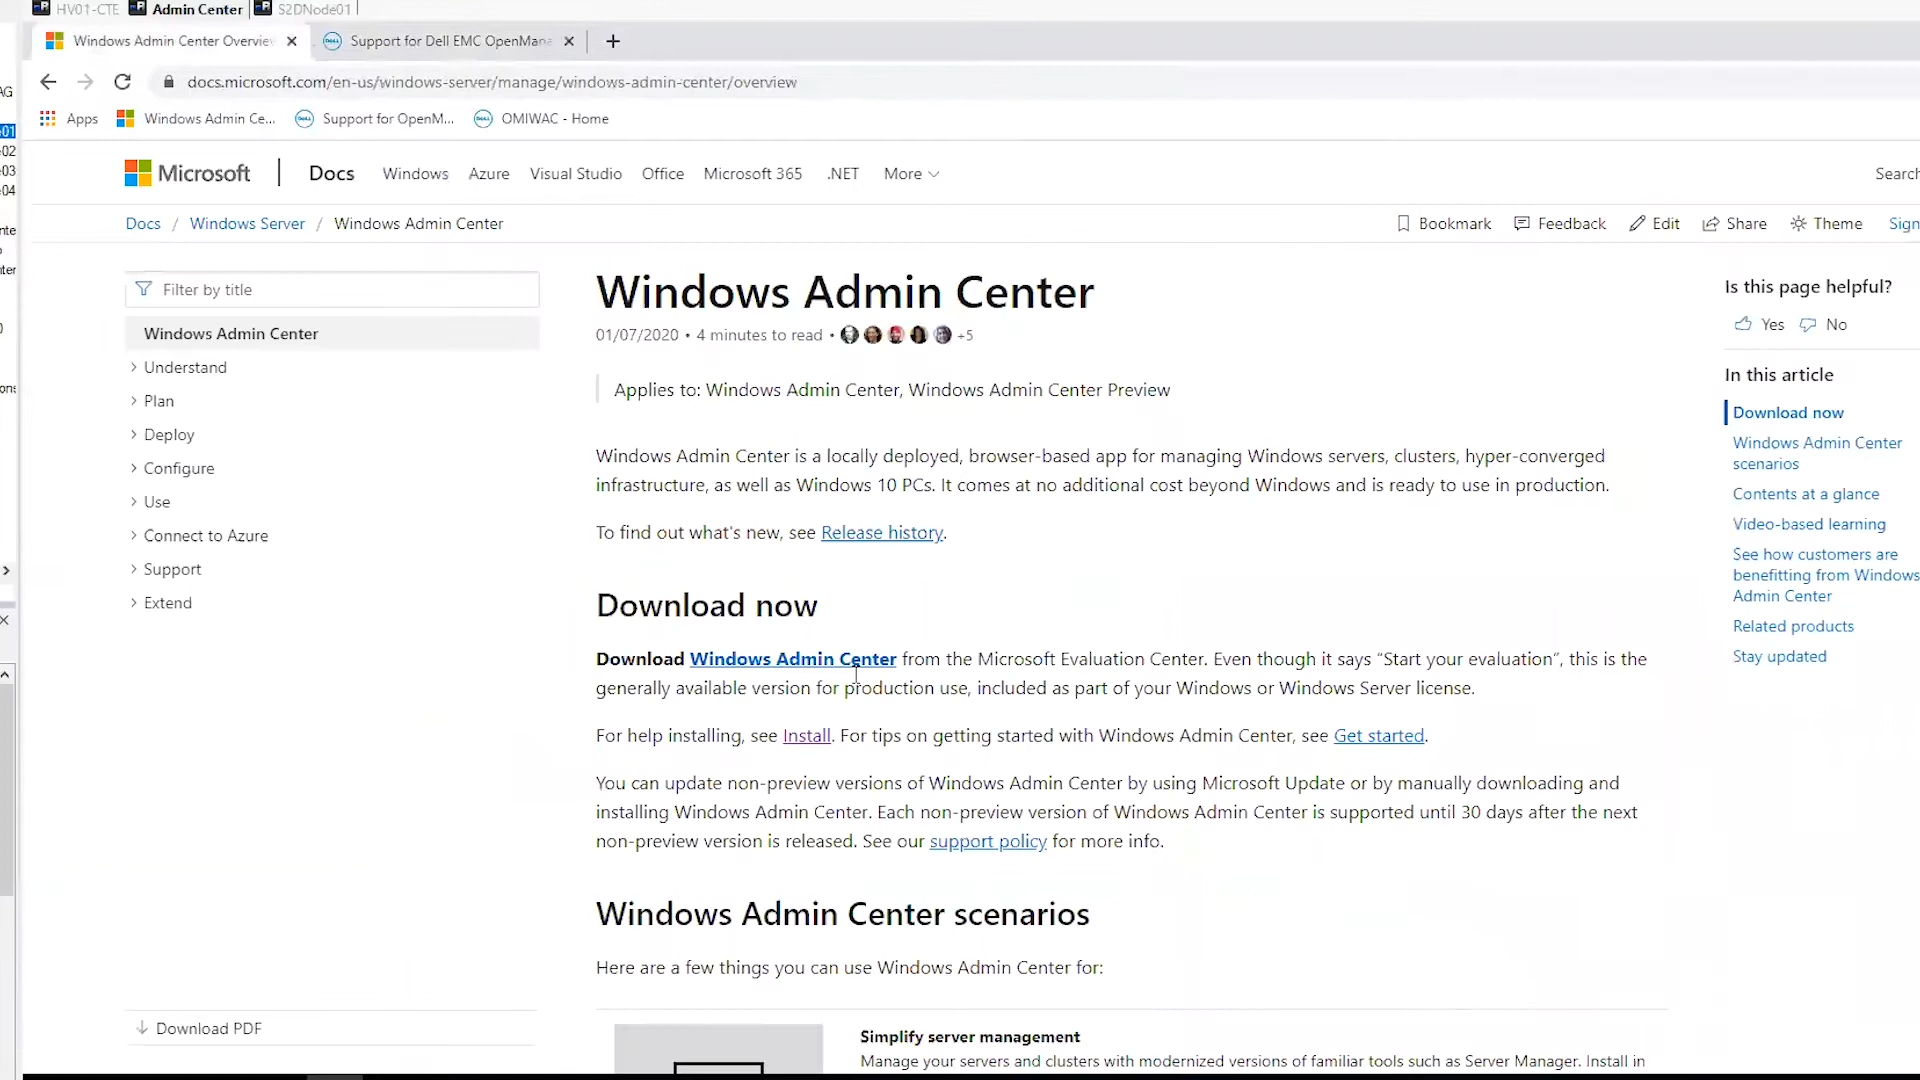 HV01-CTE Admin Center S2DNode01
Windows Admin Center Overvie
Support for Dell EMC OpenMana
docs.microsoft.com/en-us/windows-server/manage/windows-admin-center/overview
Apps Windows Admin Ce... Support for OpenM... OMIWAC - Home
Microsoft Docs Windows Azure Visual Studio Office Microsoft 365 .NET More Search
Docs / Windows Server / Windows Admin Center Bookmark Feedback Edit Share Theme Sign
Filter by title
Windows Admin Center
Understand
Plan
Deploy
Configure
Use
Connect to Azure
Support
Extend
Download PDF
Windows Admin Center
01/07/2020 • 4 minutes to read • +5
Applies to: Windows Admin Center, Windows Admin Center Preview
Windows Admin Center is a locally deployed, browser-based app for managing Windows servers, clusters, hyper-converged
infrastructure, as well as Windows 10 PCs. It comes at no additional cost beyond Windows and is ready to use in production.
To find out what's new, see Release history.
Download now
Download Windows Admin Center from the Microsoft Evaluation Center. Even though it says “Start your evaluation”, this is the
generally available version for production use, included as part of your Windows or Windows Server license.
For help installing, see Install. For tips on getting started with Windows Admin Center, see Get started.
You can update non-preview versions of Windows Admin Center by using Microsoft Update or by manually downloading and
installing Windows Admin Center. Each non-preview version of Windows Admin Center is supported until 30 days after the next
non-preview version is released. See our support policy for more info.
Windows Admin Center scenarios
Here are a few things you can use Windows Admin Center for:
Simplify server management
Manage your servers and clusters with modernized versions of familiar tools such as Server Manager. Install in
Is this page helpful?
Yes No
In this article
Download now
Windows Admin Center
scenarios
Contents at a glance
Video-based learning
See how customers are
benefitting from Windows
Admin Center
Related products
Stay updated